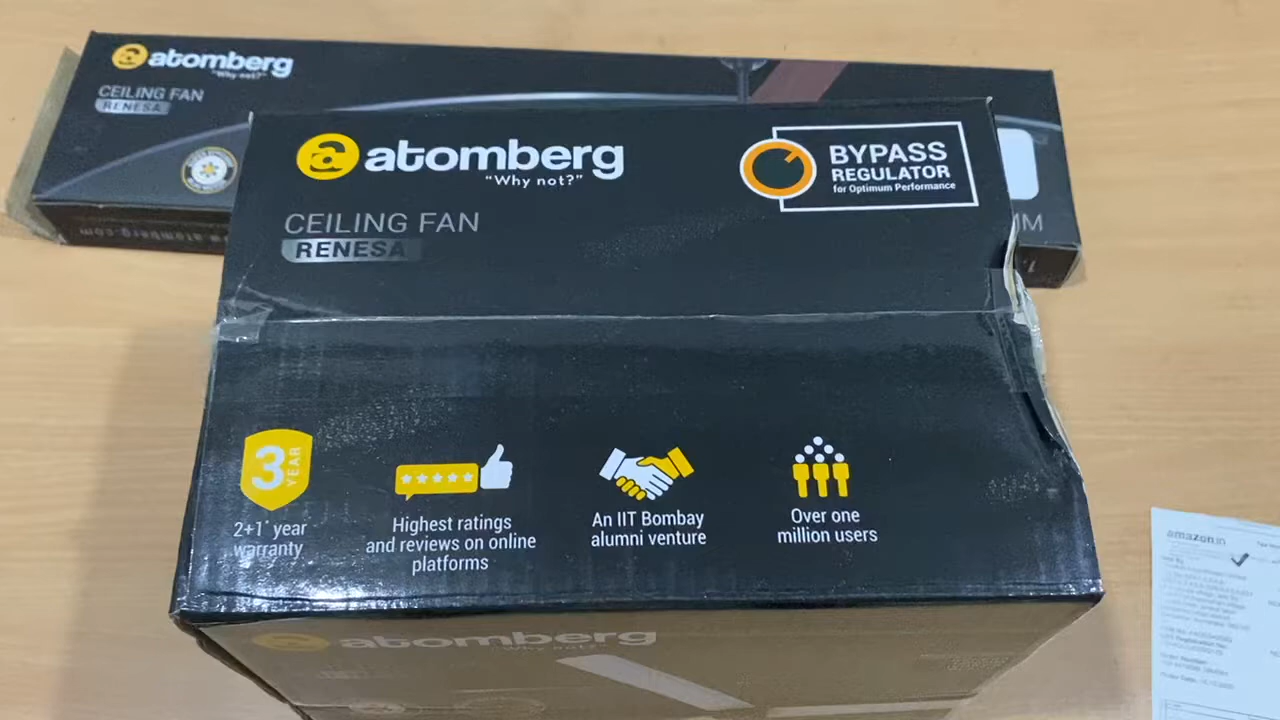 atomberg
"Why not?"
CEILING FAN
RENESA
atomberg
"Why not?"
CEILING FAN
RENESA
BYPASS
REGULATOR
for Optimum Performance
MM
3
YEAR
2+1* year
warranty
Highest ratings
and reviews on online
platforms
An IIT Bombay
alumni venture
Over one
million users
atomberg
"Why not?"
amazon.in